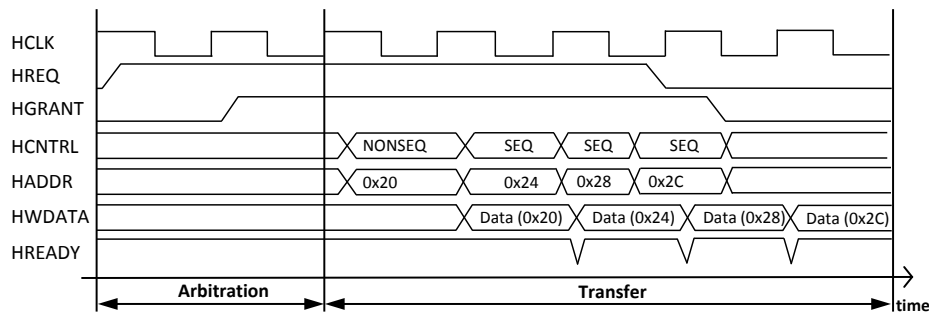 HCLK
HREQ
HGRANT
HCNTRL NONSEQ SEQ SEQ SEQ
HADDR 0x20 0x24 0x28 0x2C
HWDATA Data (0x20) Data (0x24) Data (0x28) Data (0x2C)
HREADY
Arbitration Transfer time